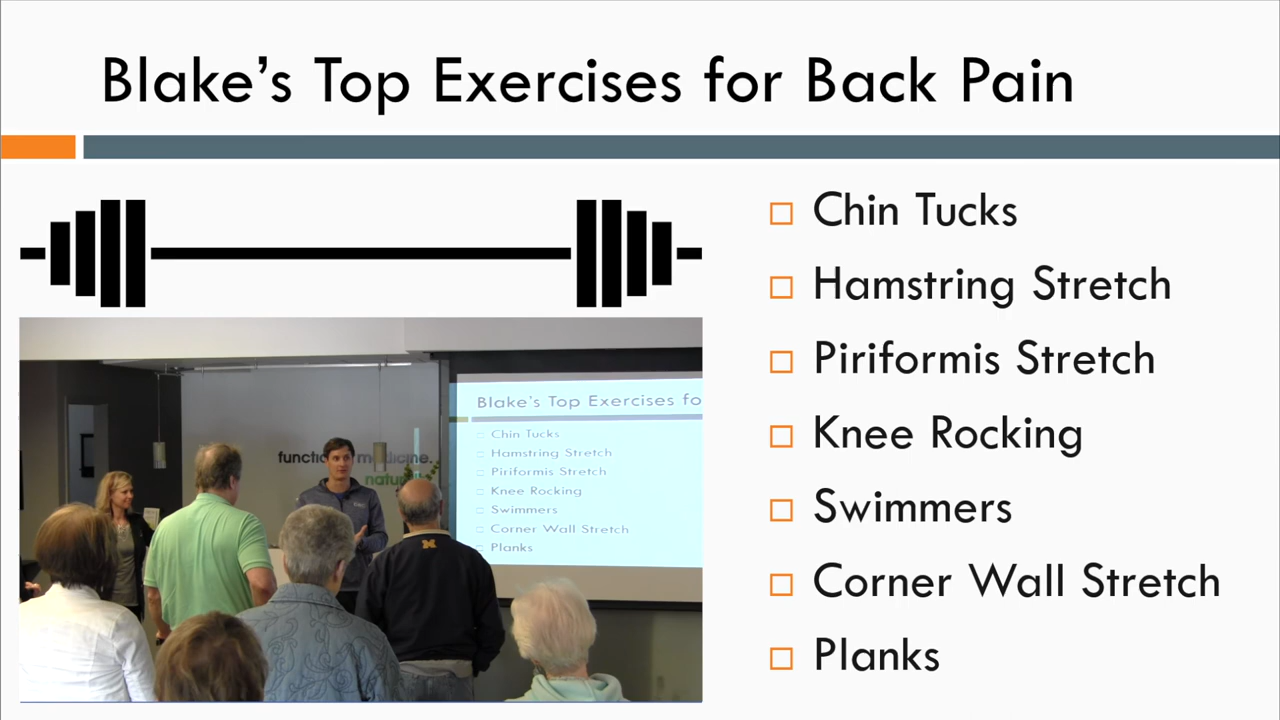 Blake's Top Exercises for Back Pain
Chin Tucks
Hamstring Stretch
Piriformis Stretch
Knee Rocking
Swimmers
Corner Wall Stretch
Planks
Blake's Top Exercises fo
Chin Tucks
Hamstring Stretch
Piriformis Stretch
Knee Rocking
Swimmers
Corner Wall Stretch
Planks
M